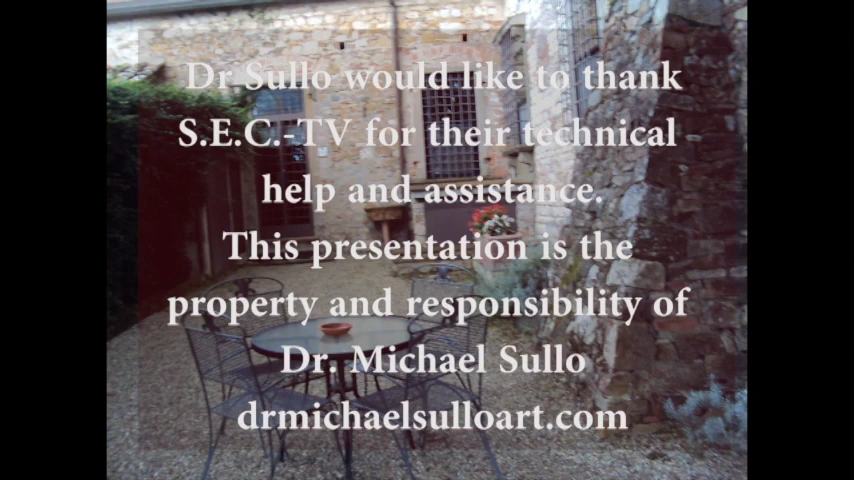 Dr Sullo would like to thank
S.E.C.-TV for their technical
help and assistance.
This presentation is the
property and responsibility of
Dr. Michael Sullo
drmichaelsulloart.com